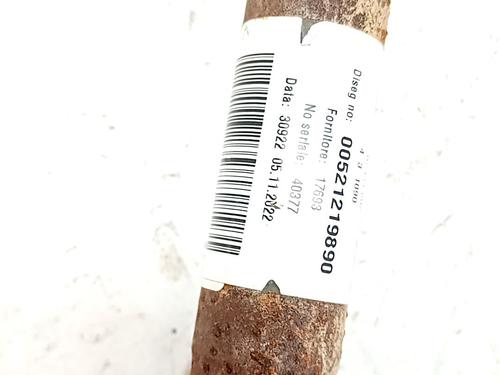 Diseg no: 00521219890
Fornitore: 17693
No seriale: 40377
Data: 30922 05.11.2022